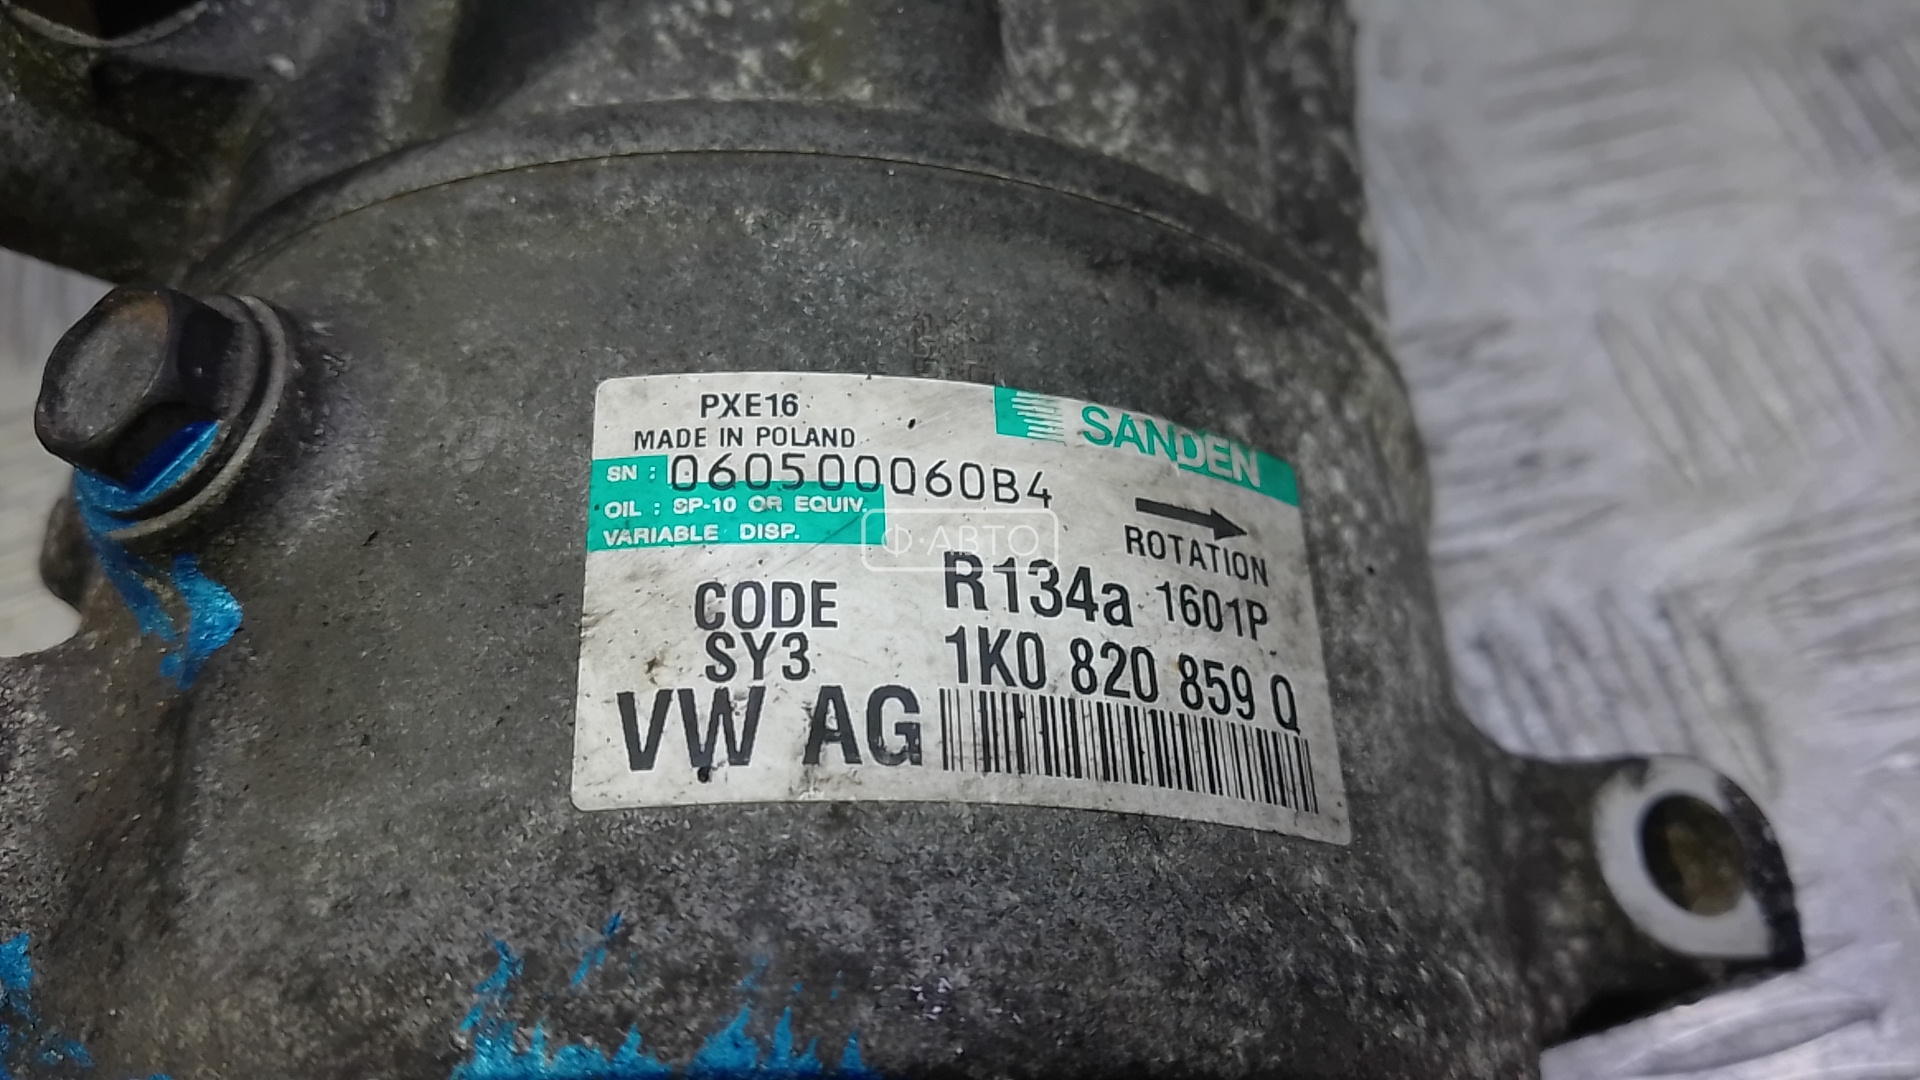 PXE16
SANDEN
MADE IN POLAND
SN : 060500060B4
OIL : SP-10 OR EQUIV.
VARIABLE DISP.
ROTATION
Ф·АВТО
CODE
SY3
R134a 1601P
1K0 820 859 Q
VW AG